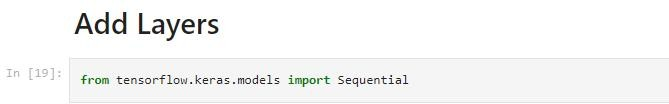 Add Layers
In [19]: from tensorflow.keras.models import Sequential